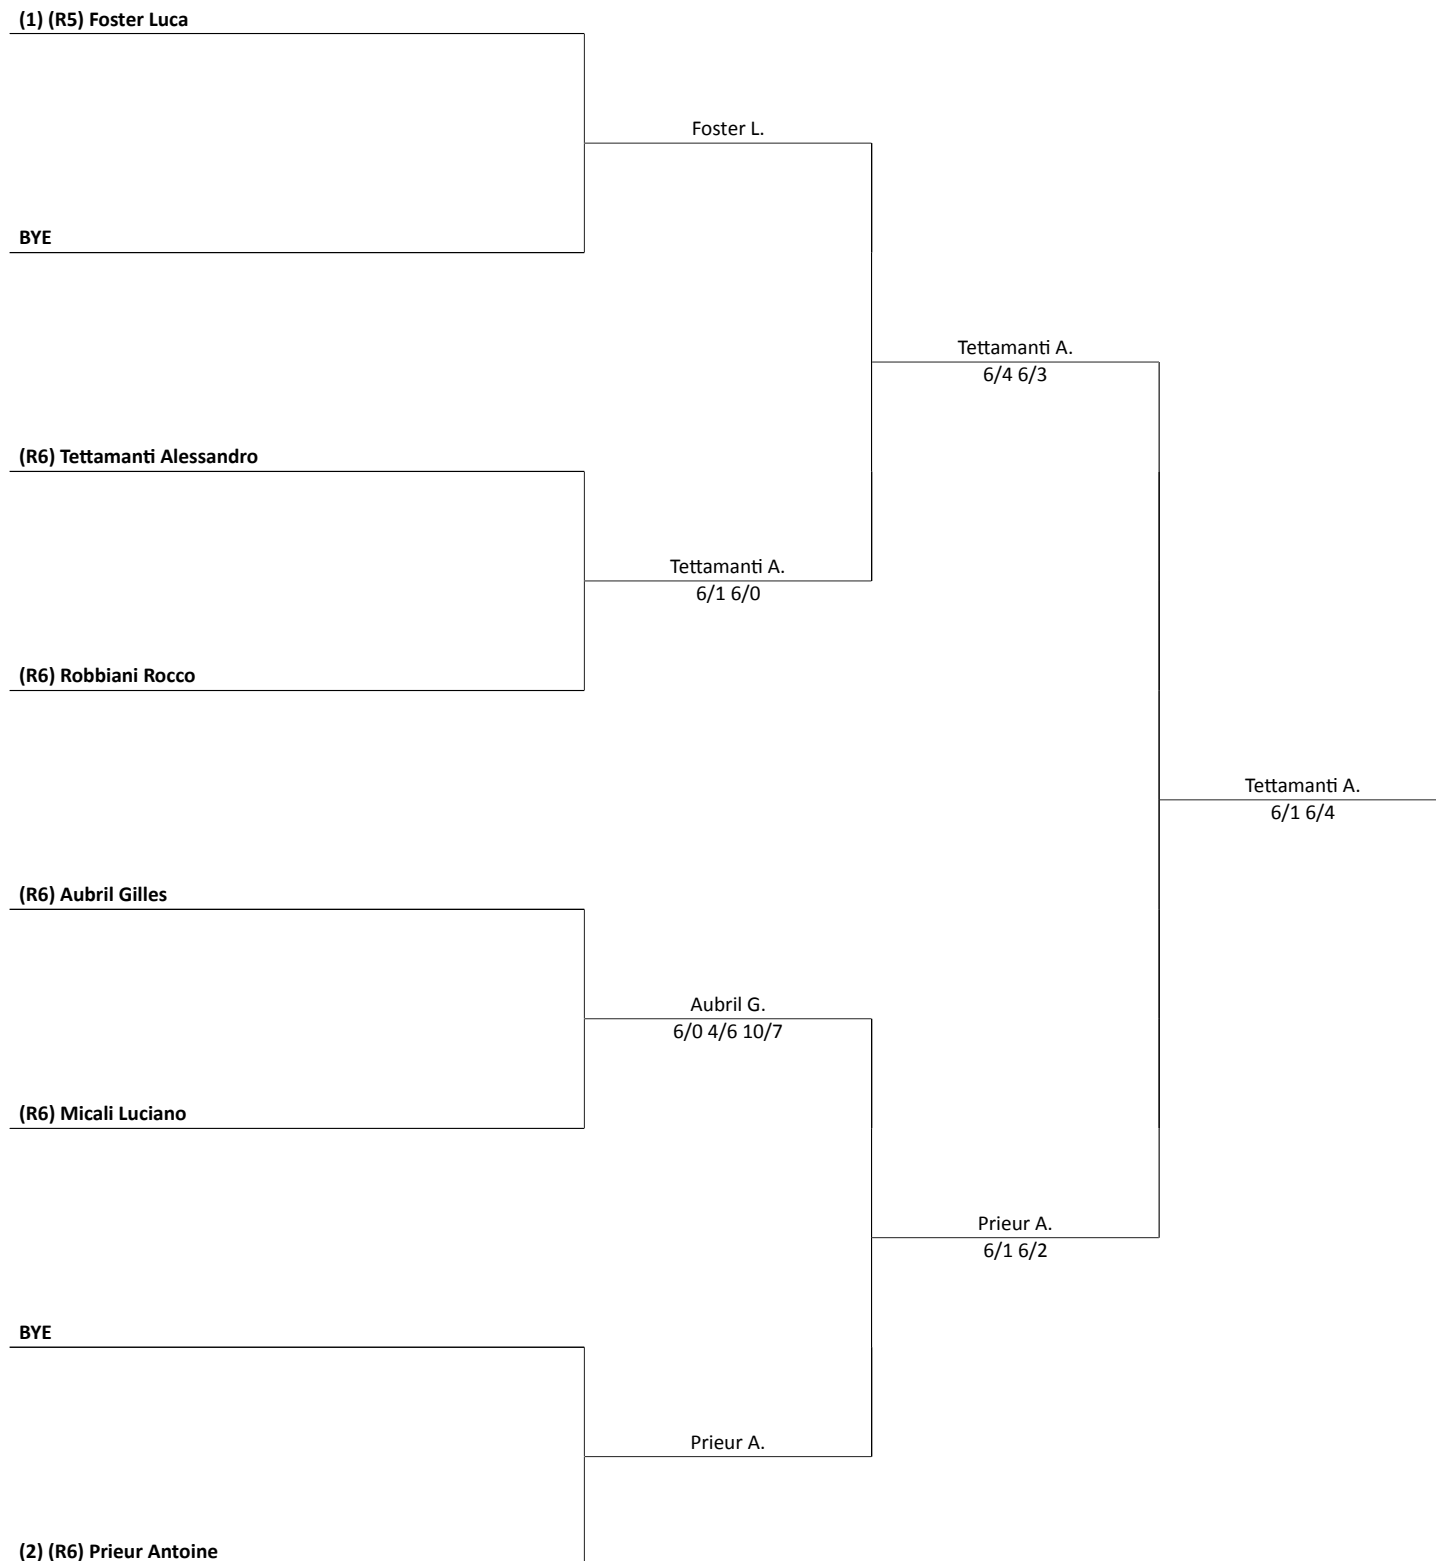 (1) (R5) Foster Luca
Foster L.
BYE
Tettamanti A.
6/4 6/3
(R6) Tettamanti Alessandro
Tettamanti A.
6/1 6/0
(R6) Robbiani Rocco
Tettamanti A.
6/1 6/4
(R6) Aubril Gilles
Aubril G.
6/0 4/6 10/7
(R6) Micali Luciano
Prieur A.
6/1 6/2
BYE
Prieur A.
(2) (R6) Prieur Antoine